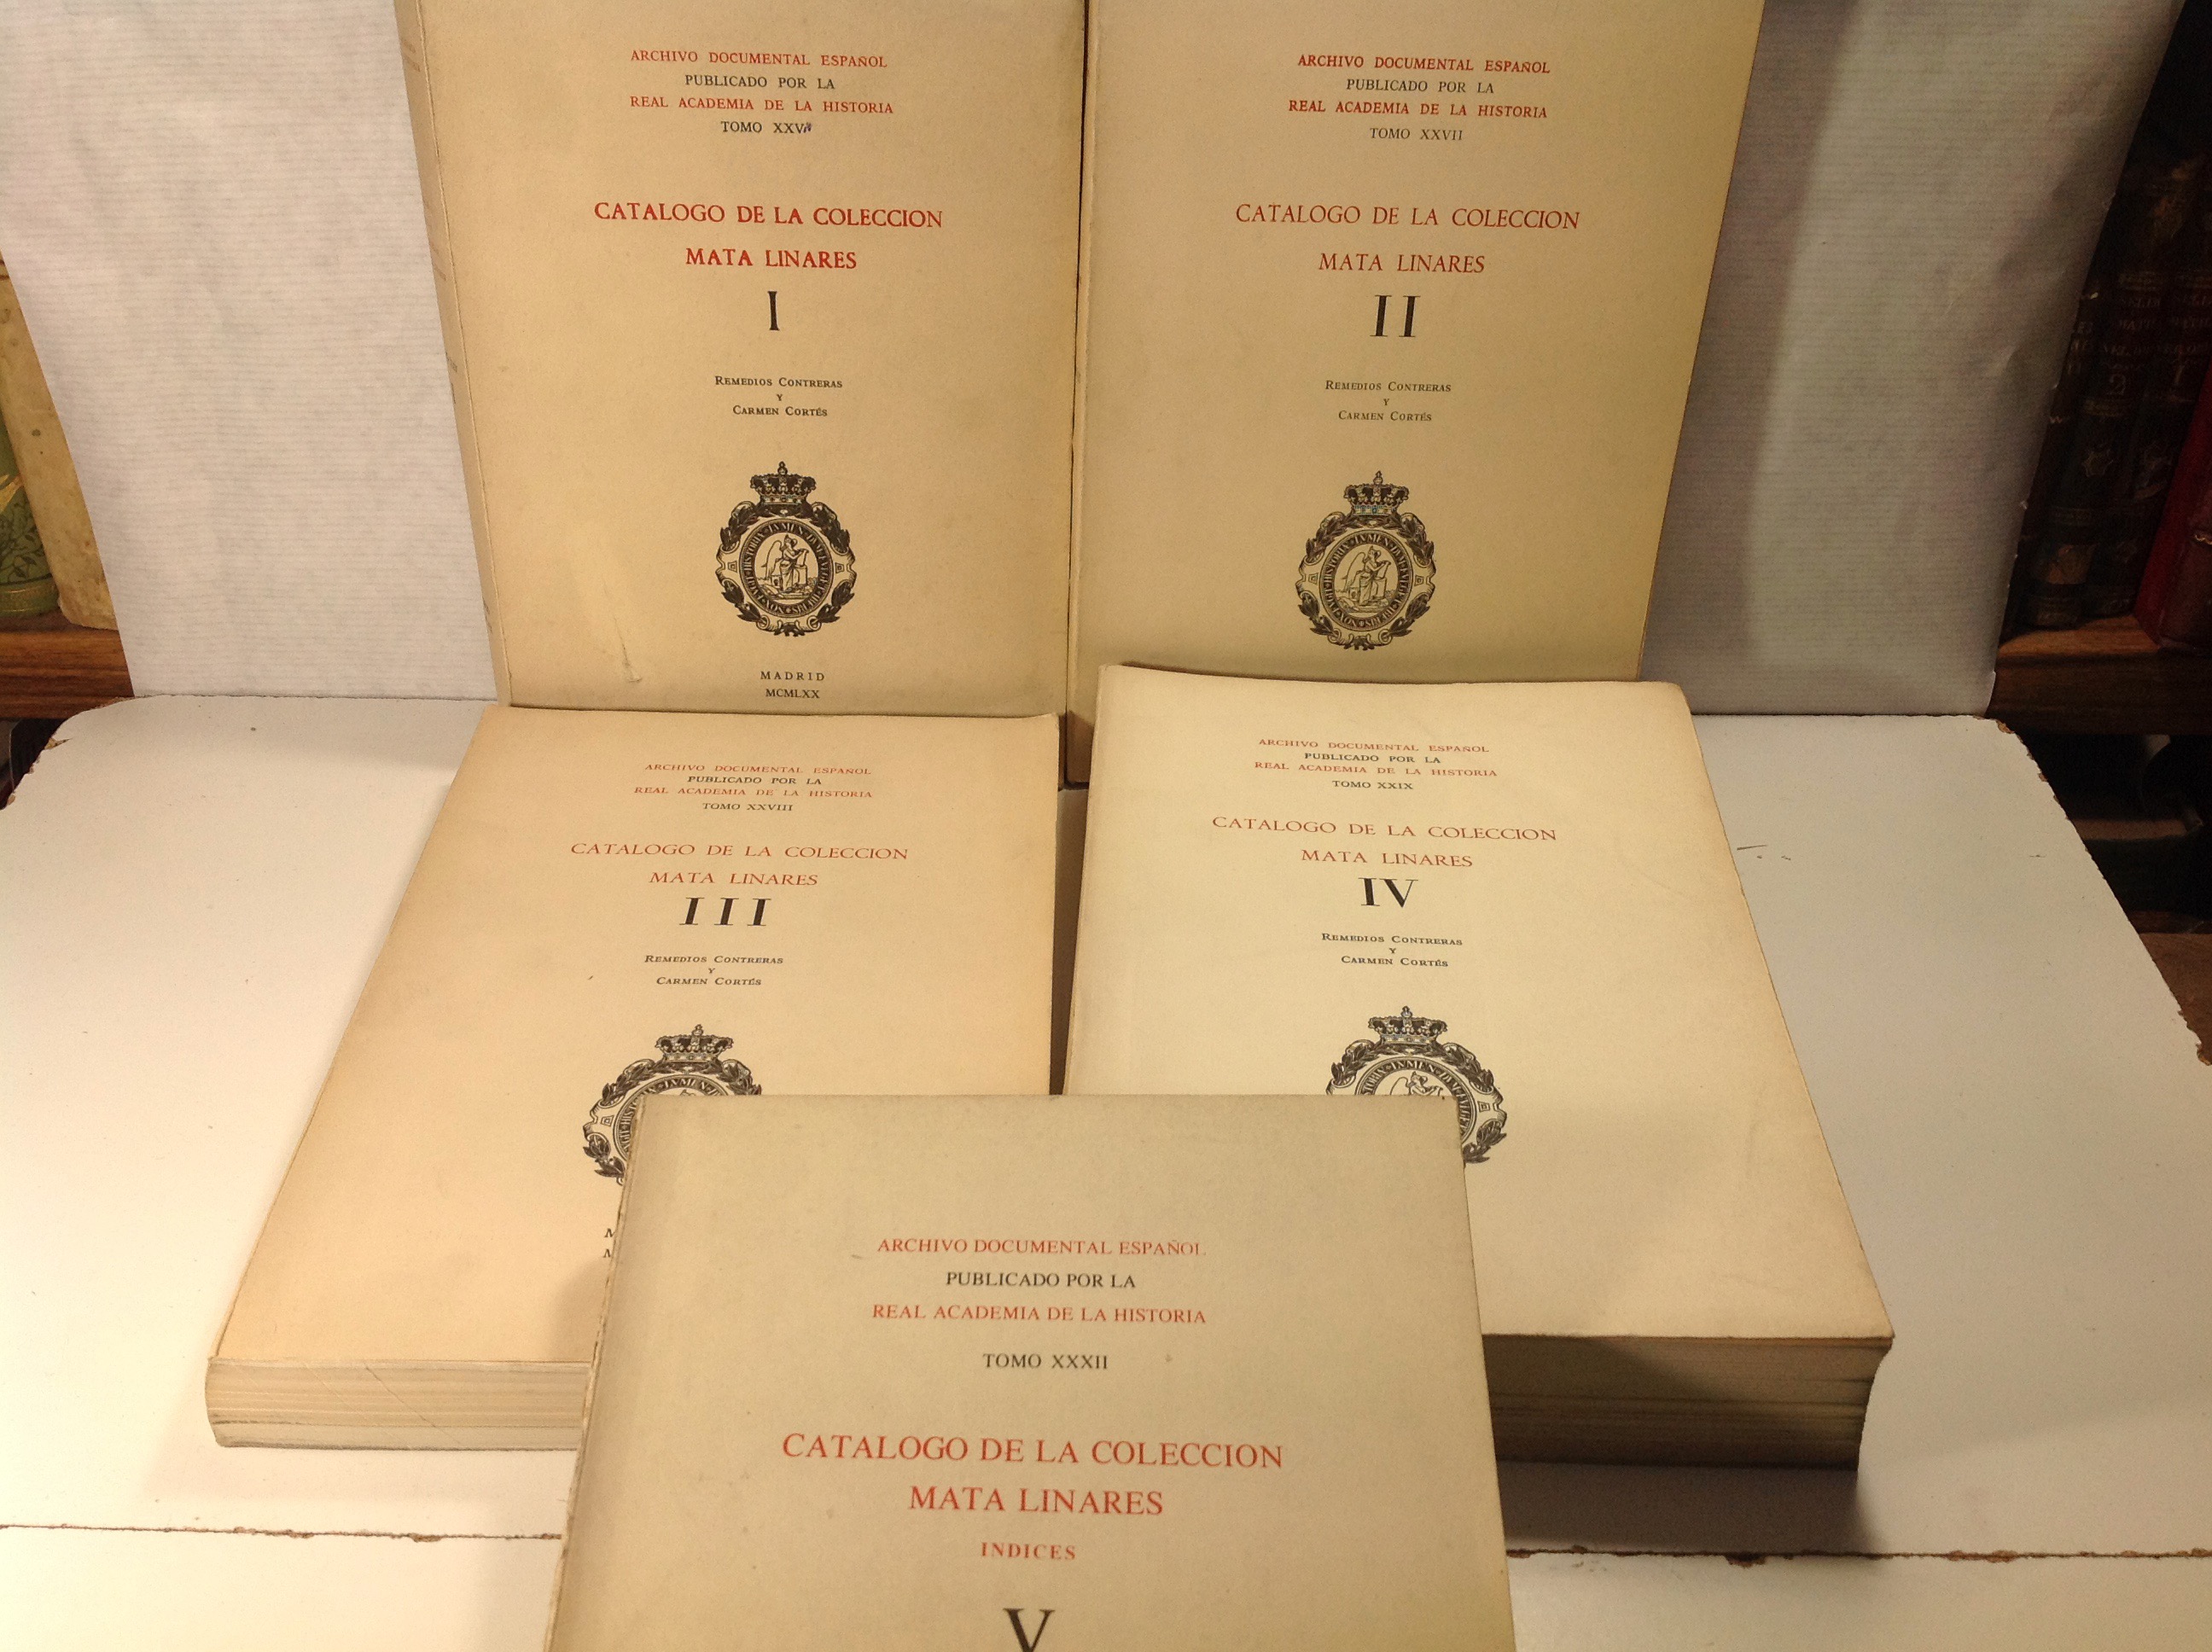 ARCHIVO DOCUMENTAL ESPAÑOL
PUBLICADO POR LA
REAL ACADEMIA DE LA HISTORIA
TOMO
CATALOGO DE LA COLECCION
MATA LINARES
I
REMEDIOS CONTRERAS
Y
CARMEN CORTÉS
MADRID
MCMLXX
ARCHIVO DOCUMENTAL ESPAÑOL
PUBLICADO POR LA
REAL ACADEMIA DE LA HISTORIA
TOMO XXVII
CATALOGO DE LA COLECCION
MATA LINARES
II
REMEDIOS CONTRERAS
Y
CARMEN CORTÉS
ARCHIVO DOCUMENTAL ESPAÑOL
PUBLICADO POR LA
REAL ACADEMIA DE LA HISTORIA
TOMO XXVIII
CATALOGO DE LA COLECCION
MATA LINARES
III
REMEDIOS CONTRERAS
Y
CARMEN CORTÉS
ARCHIVO DOCUMENTAL ESPAÑOL
PUBLICADO POR LA
REAL ACADEMIA DE LA HISTORIA
TOMO XXIX
CATALOGO DE LA COLECCION
MATA LINARES
IV
REMEDIOS CONTRERAS
Y
CARMEN CORTÉS
ARCHIVO DOCUMENTAL ESPAÑOL
PUBLICADO POR LA
REAL ACADEMIA DE LA HISTORIA
TOMO XXXII
CATALOGO DE LA COLECCION
MATA LINARES
INDICES
V